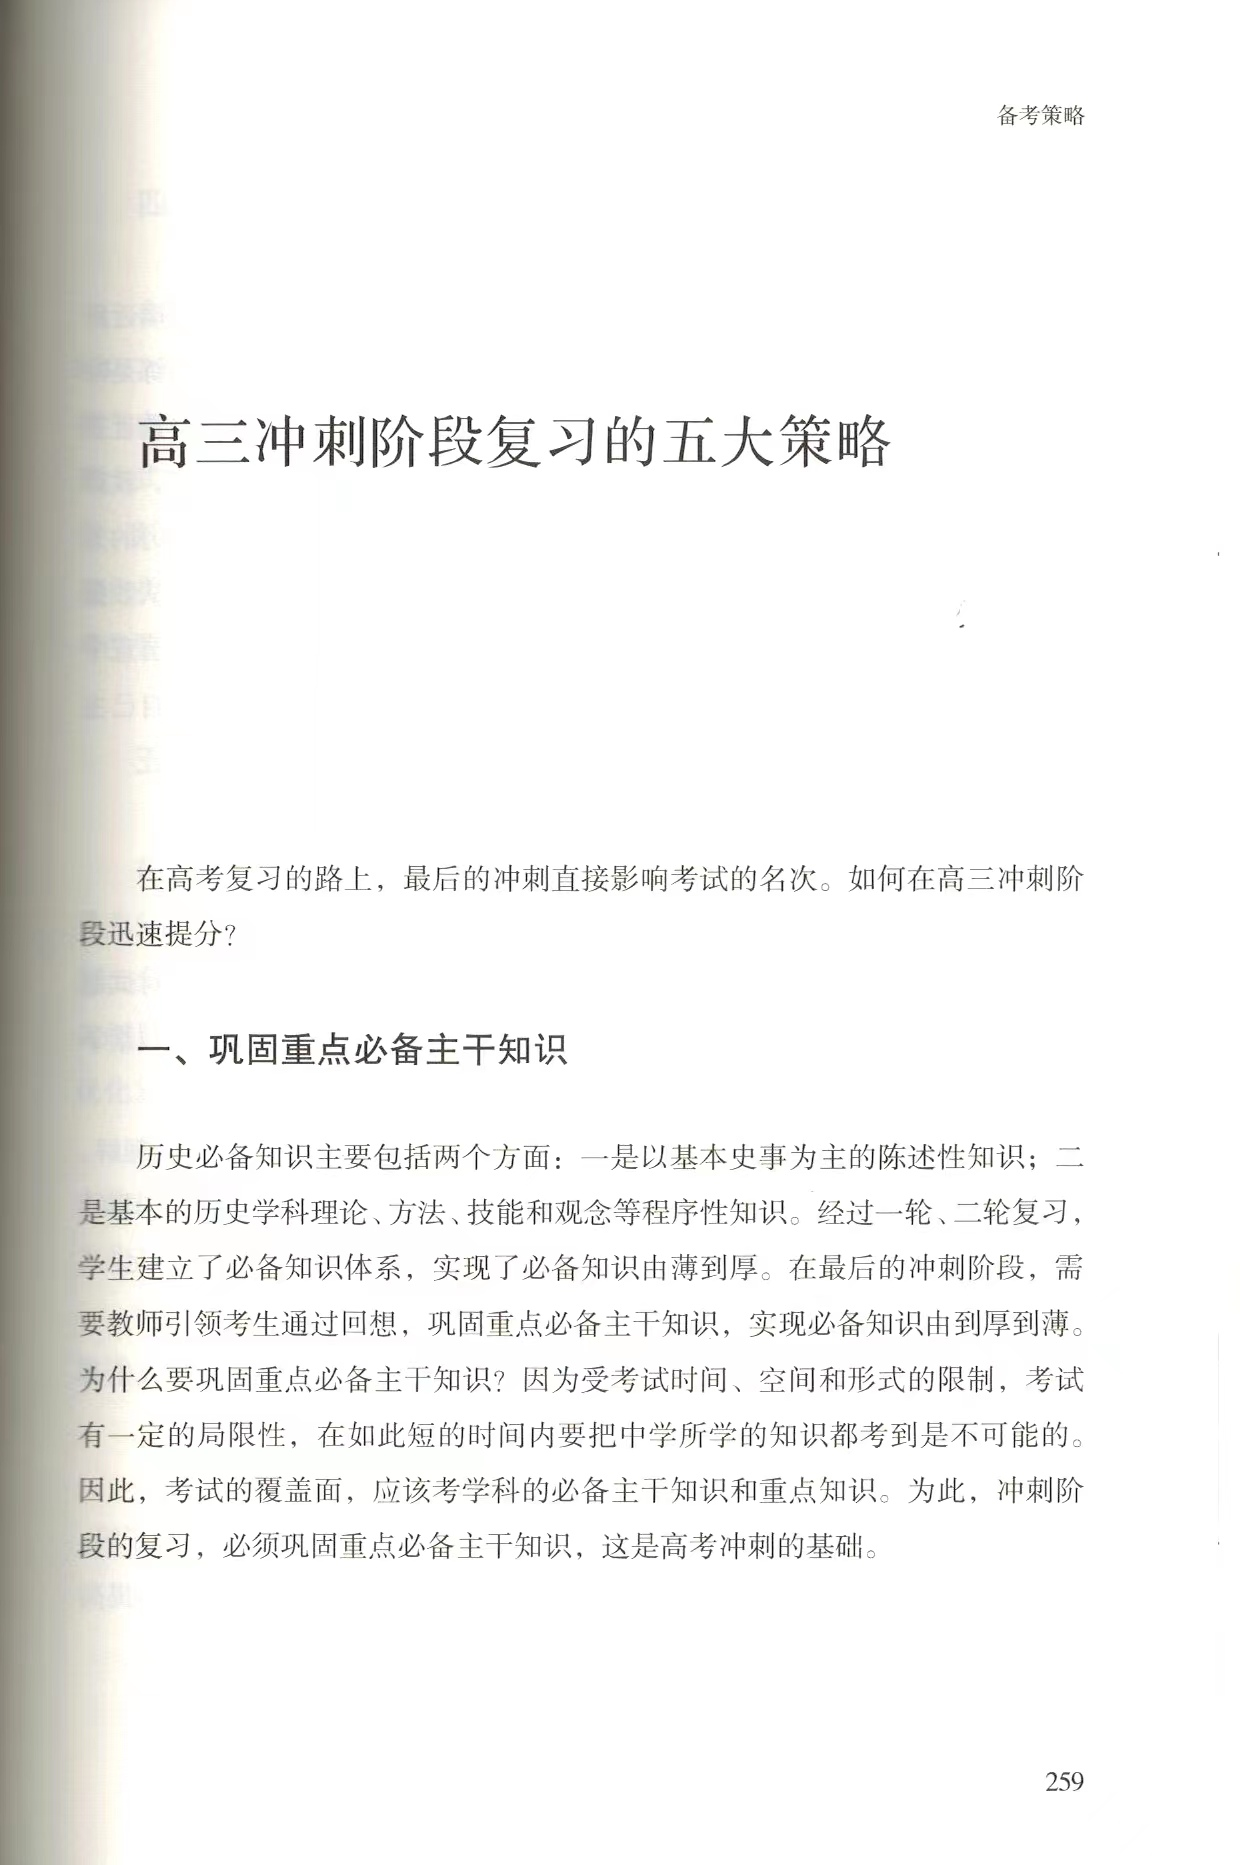 备考策略
高三冲刺阶段复习的五大策略
在高考复习的路上，最后的冲刺直接影响考试的名次。如何在高三冲刺阶
段迅速提分？
一、巩固重点必备主干知识
历史必备知识主要包括两个方面：一是以基本史事为主的陈述性知识；二
是基本的历史学科理论、方法、技能和观念等程序性知识。经过一轮、二轮复习，
学生建立了必备知识体系，实现了必备知识由薄到厚。在最后的冲刺阶段，需
要教师引领考生通过回想，巩固重点必备主干知识，实现必备知识由到厚到薄。
为什么要巩固重点必备主干知识？因为受考试时间、空间和形式的限制，考试
有一定的局限性，在如此短的时间内要把中学所学的知识都考到是不可能的。
因此，考试的覆盖面，应该考学科的必备主干知识和重点知识。为此，冲刺阶
段的复习，必须巩固重点必备主干知识，这是高考冲刺的基础。
259